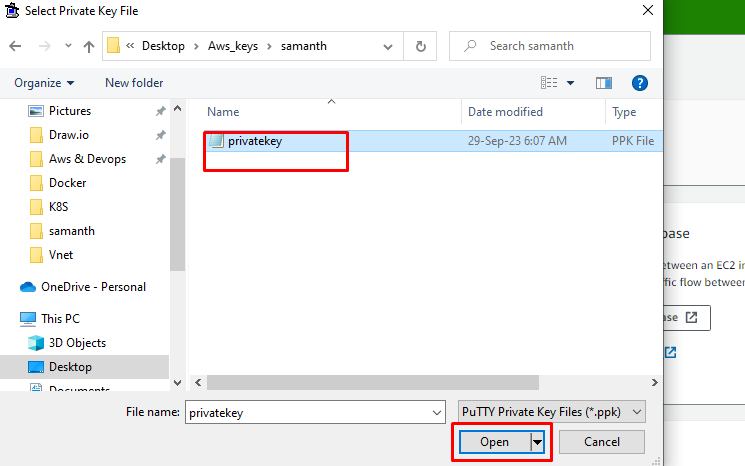 Select Private Key File
« Desktop > Aws_keys > samanth
Search samanth
Organize New folder
Name Date modified Type
Pictures
Draw.io
Aws & Devops
Docker
K8S
samanth
Vnet
OneDrive - Personal
This PC
3D Objects
Desktop
Documents
privatekey 29-Sep-23 6:07 AM PPK File
File name: privatekey PuTTY Private Key Files (*.ppk)
Open Cancel
etween an EC2 in
ffic flow between